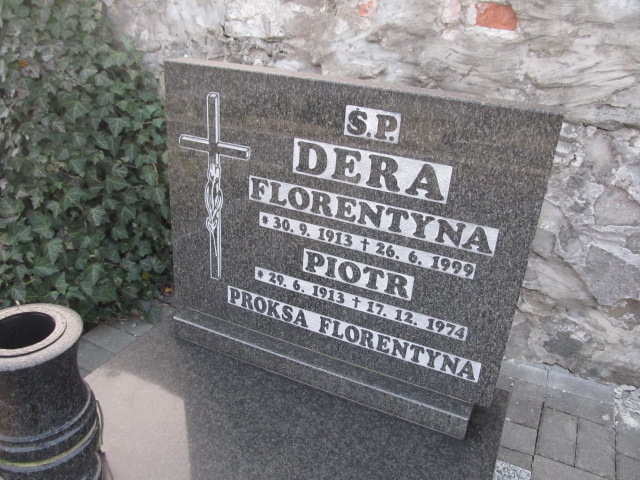 Ś.P.
DERA
FLORENTYNA
*30.9.1913 ✝ 26.6.1999
PIOTR
*29.6.1913 ✝ 17.12.1974
PROKSA FLORENTYNA